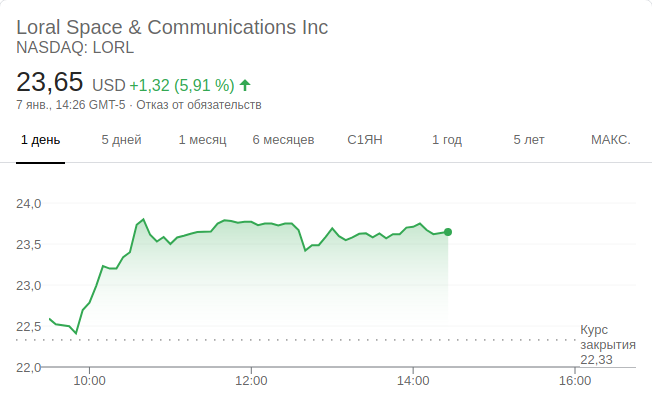 Loral Space & Communications Inc
NASDAQ: LORL
23,65 USD +1,32 (5,91 %)
7 янв., 14:26 GMT-5 · Отказ от обязательств
1 день 5 дней 1 месяц 6 месяцев С1ЯН 1 год 5 лет МАКС.
24,0
23,5
23,0
22,5
22,0
Курс
закрытия
22,33
10:00 12:00 14:00 16:00